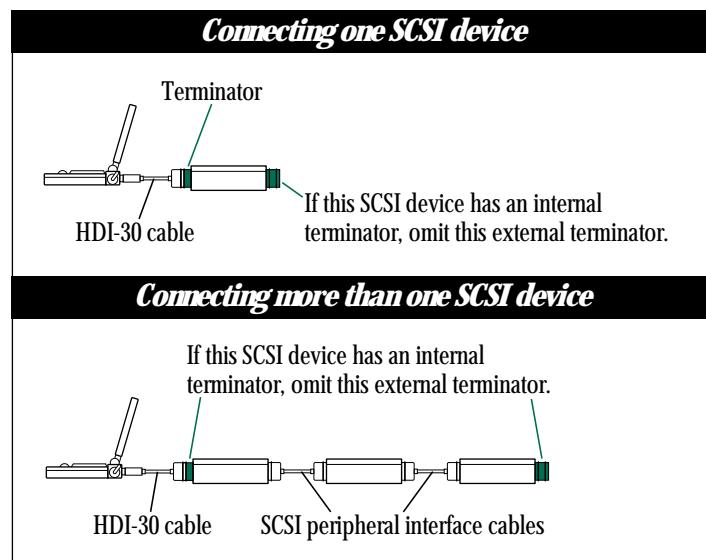 Connecting one SCSI device
Terminator
HDI-30 cable
If this SCSI device has an internal
terminator, omit this external terminator.
Connecting more than one SCSI device
If this SCSI device has an internal
terminator, omit this external terminator.
HDI-30 cable
SCSI peripheral interface cables